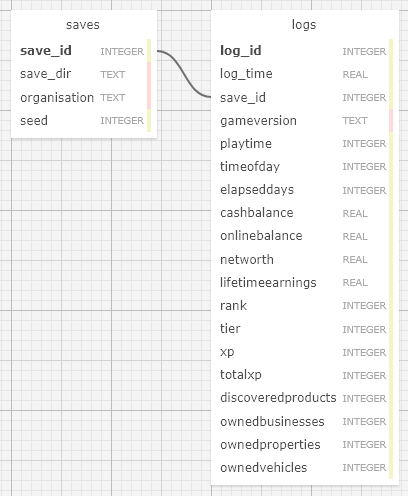 saves
save_id INTEGER
save_dir TEXT
organisation TEXT
seed INTEGER
logs
log_id INTEGER
log_time REAL
save_id INTEGER
gameversion TEXT
playtime INTEGER
timeofday INTEGER
elapseddays INTEGER
cashbalance REAL
onlinebalance REAL
networth REAL
lifetimeearnings REAL
rank INTEGER
tier INTEGER
xp INTEGER
totalxp INTEGER
discoveredproducts INTEGER
ownedbusinesses INTEGER
ownedproperties INTEGER
ownedvehicles INTEGER